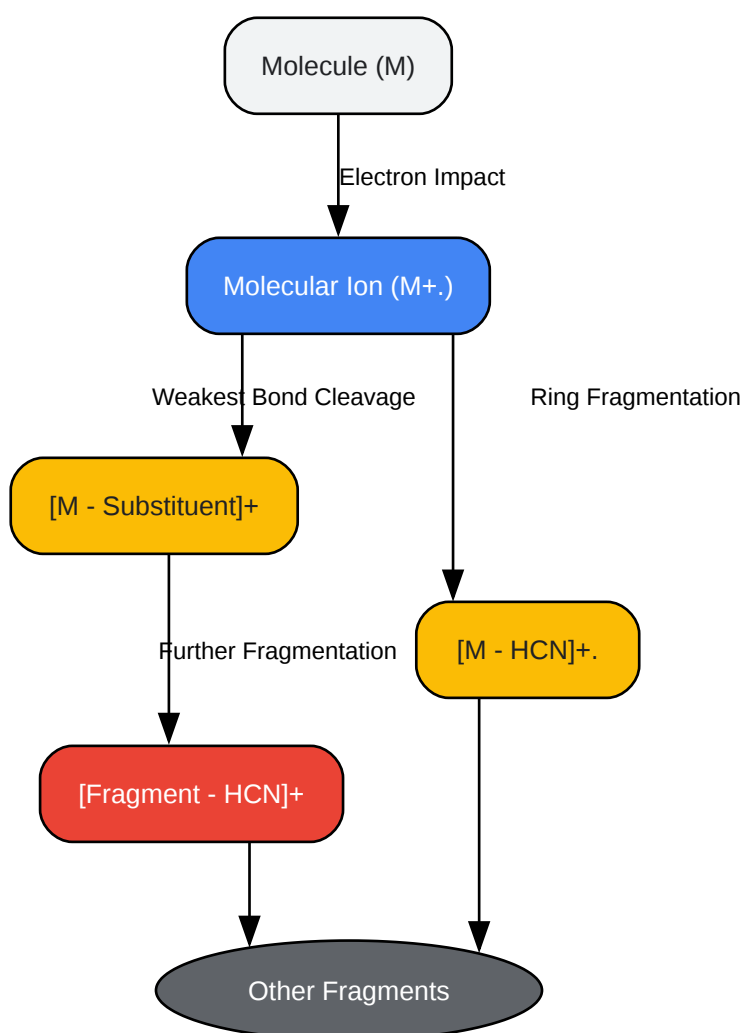 Molecule (M)
Electron Impact
Molecular Ion (M+.)
Weakest Bond Cleavage
Ring Fragmentation
[M - Substituent]+
Further Fragmentation
[M - HCN]+.
[Fragment - HCN]+
Other Fragments